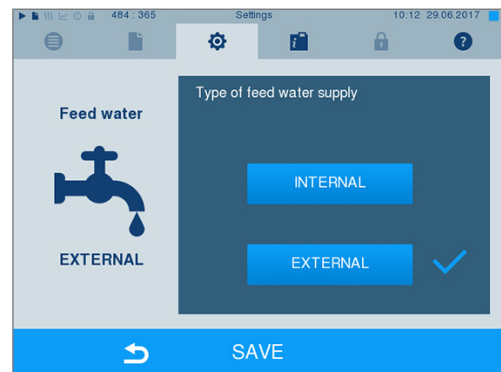 484 : 365 Settings 10:12 29.06.2017
i ?
Feed water
Type of feed water supply
INTERNAL
EXTERNAL
EXTERNAL
SAVE